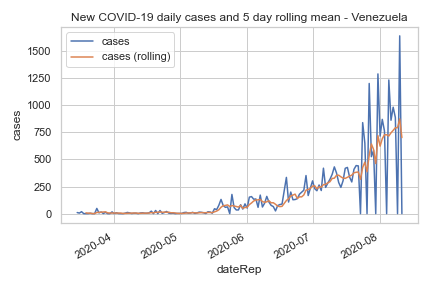 New COVID-19 daily cases and 5 day rolling mean - Venezuela
cases
cases (rolling)
1500
1250
1000
750
500
250
0
cases
2020-04
2020-05
2020-06
2020-07
2020-08
dateRep